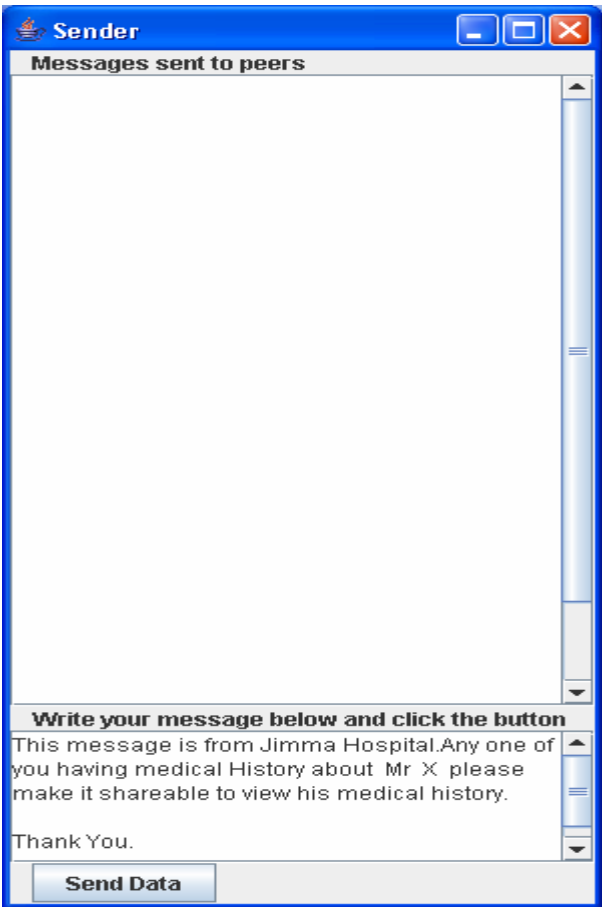 Sender
Messages sent to peers
Write your message below and click the button
This message is from Jimma Hospital.Any one of
you having medical History about Mr X please
make it shareable to view his medical history.
Thank You.
Send Data